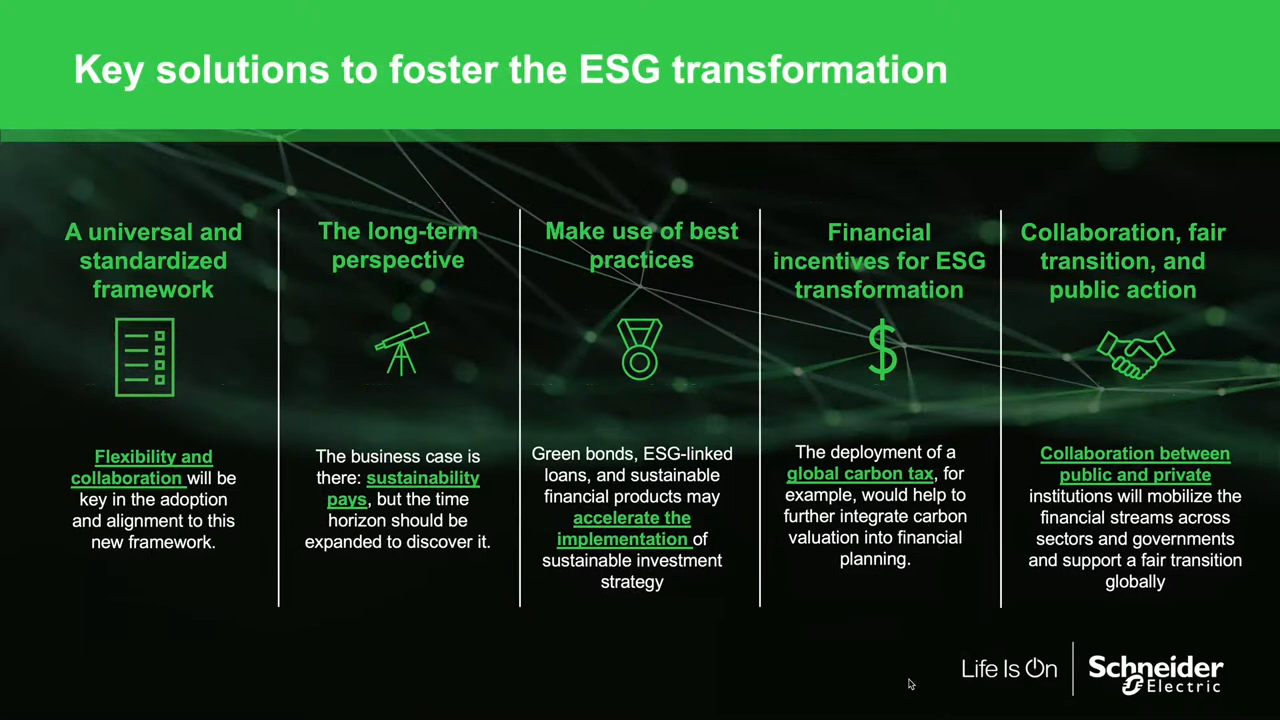 Key solutions to foster the ESG transformation
A universal and
standardized
framework
Flexibility and
collaboration will be
key in the adoption
and alignment to this
new framework.
The long-term
perspective
The business case is
there: sustainability
pays, but the time
horizon should be
expanded to discover it.
Make use of best
practices
Green bonds, ESG-linked
loans, and sustainable
financial products may
accelerate the
implementation of
sustainable investment
strategy
Financial
incentives for ESG
transformation
$
The deployment of a
global carbon tax, for
example, would help to
further integrate carbon
valuation into financial
planning.
Collaboration, fair
transition, and
public action
Collaboration between
public and private
institutions will mobilize the
financial streams across
sectors and governments
and support a fair transition
globally
Life Is On
Schneider
Electric